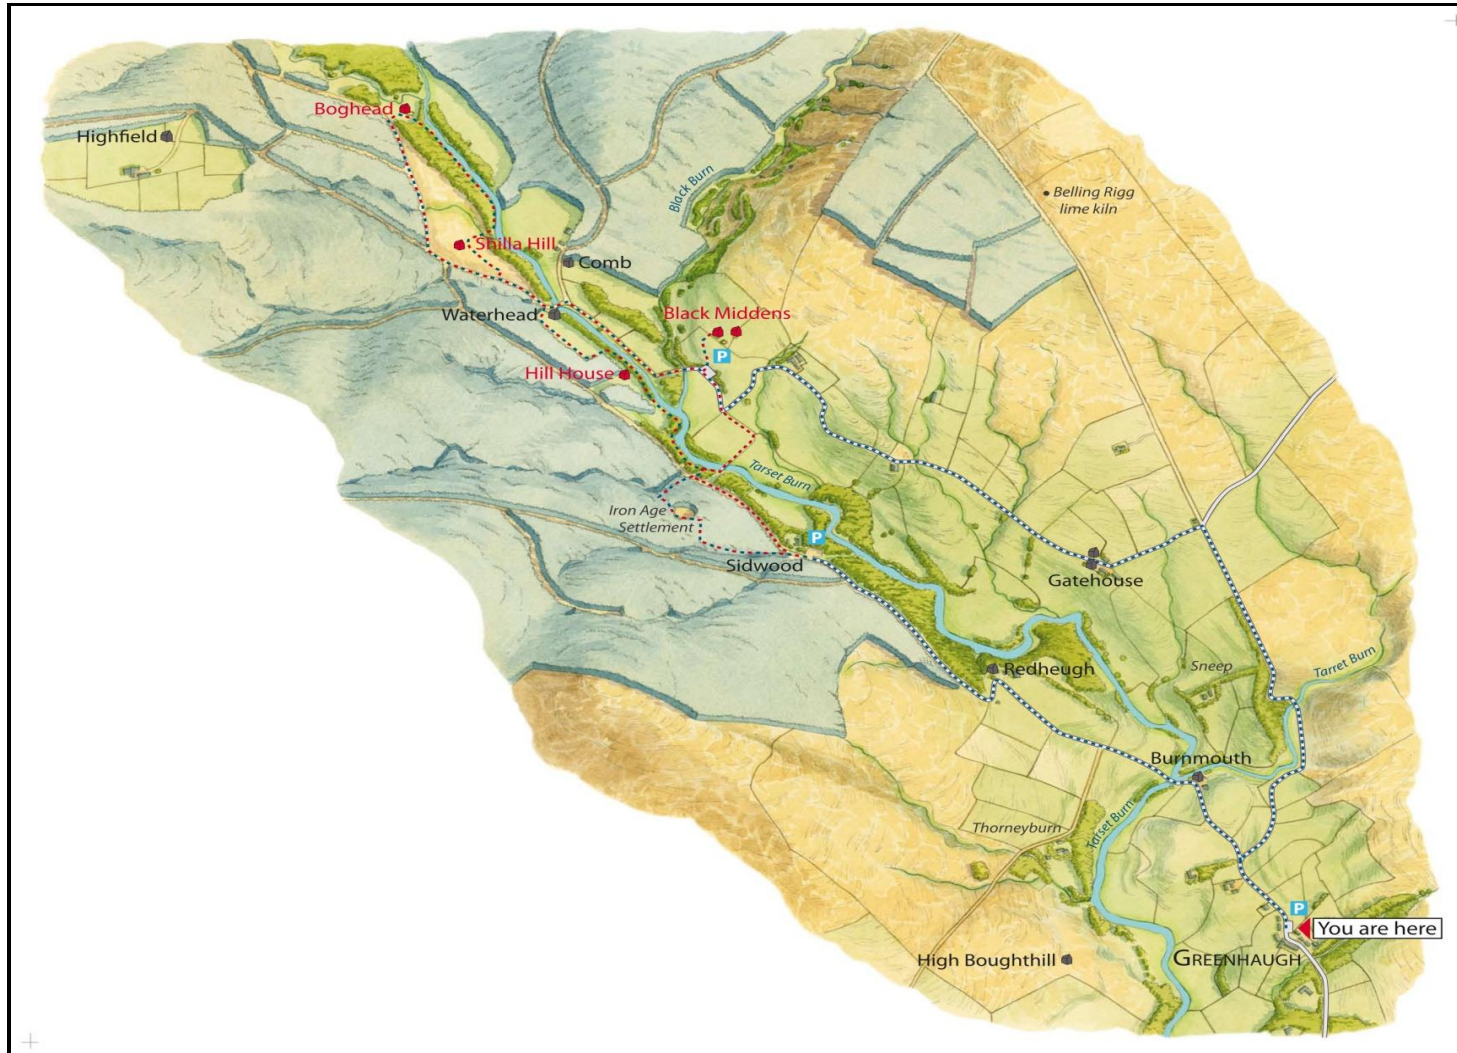 Boghead
Highfield
Black Burn
Belling Rigg
lime kiln
Shilla Hill
Comb
Waterhead
Black Middens
P
Hill House
Tarset Burn
Iron Age
Settlement
P
Sidwood
Gatehouse
Redheugh
Sneep
Tarret Burn
Burnmouth
Tarset Burn
Thorneyburn
P
You are here
High Boughthill
GREENHAUGH